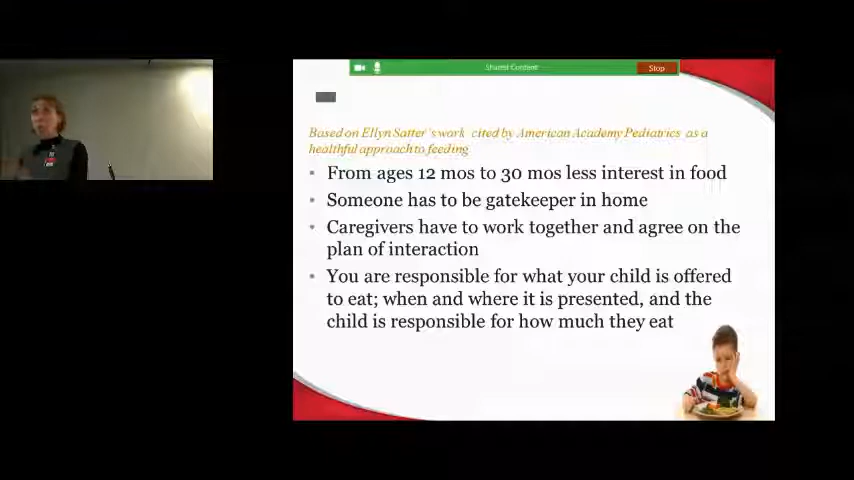 Shared Content
Stop
Based on Ellyn Satter's work cited by American Academy Pediatrics as a
healthful approach to feeding
From ages 12 mos to 30 mos less interest in food
Someone has to be gatekeeper in home
Caregivers have to work together and agree on the
plan of interaction
You are responsible for what your child is offered
to eat; when and where it is presented, and the
child is responsible for how much they eat